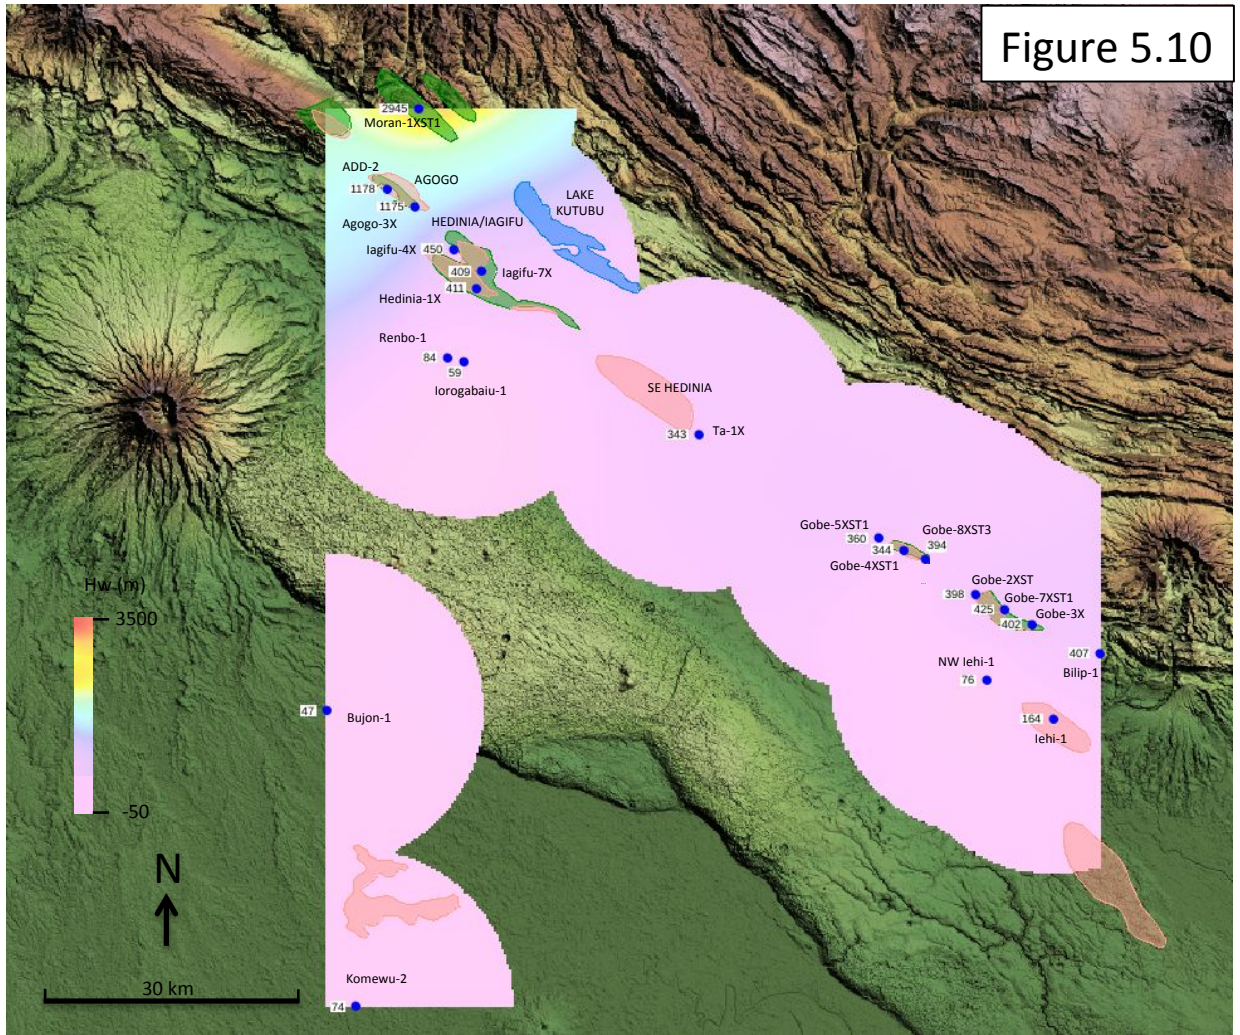 Figure 5.10
2945
Moran-1XST1
ADD-2
AGOGO
1178
1175
Agogo-3X
HEDINIA/IAGIFU
LAKE
KUTUBU
Iagifu-4X
450
409
Iagifu-7X
411
Hedinia-1X
Renbo-1
84
59
Iorogabaiu-1
SE HEDINIA
343
Ta-1X
Gobe-5XST1
Gobe-8XST3
360
344
394
Gobe-4XST1
Gobe-2XST
398
Gobe-7XST1
425
Gobe-3X
402
407
Bilip-1
NW Iehi-1
76
164
Iehi-1
Hw (m)
3500
-50
47
Bujon-1
N
30 km
Komewu-2
74